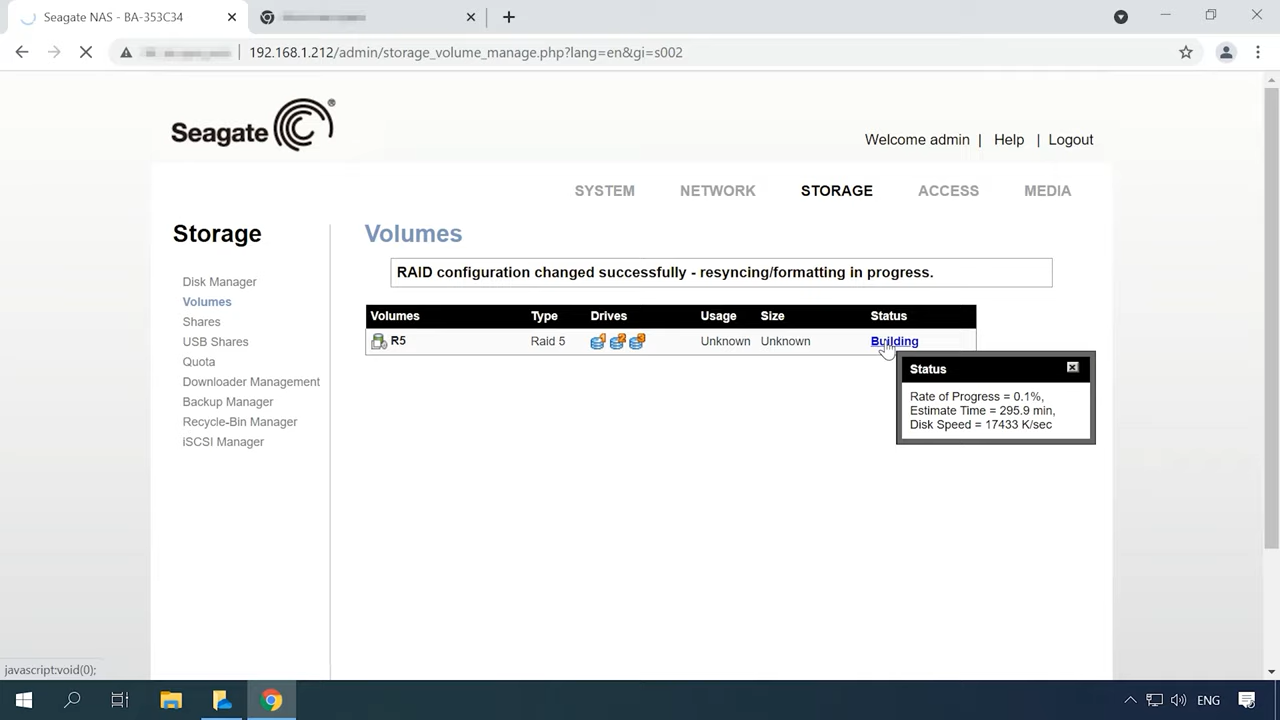 Seagate NAS - BA-353C34
192.168.1.212/admin/storage_volume_manage.php?lang=en&gi=s002
Seagate
Welcome admin | Help | Logout
SYSTEM NETWORK STORAGE ACCESS MEDIA
Storage
Volumes
Disk Manager
Volumes
Shares
USB Shares
Quota
Downloader Management
Backup Manager
Recycle-Bin Manager
iSCSI Manager
RAID configuration changed successfully - resyncing/formatting in progress.
Volumes Type Drives Usage Size Status
R5 Raid 5 Unknown Unknown Building
Status
Rate of Progress = 0.1%,
Estimate Time = 295.9 min,
Disk Speed = 17433 K/sec
javascript:void(0);
ENG